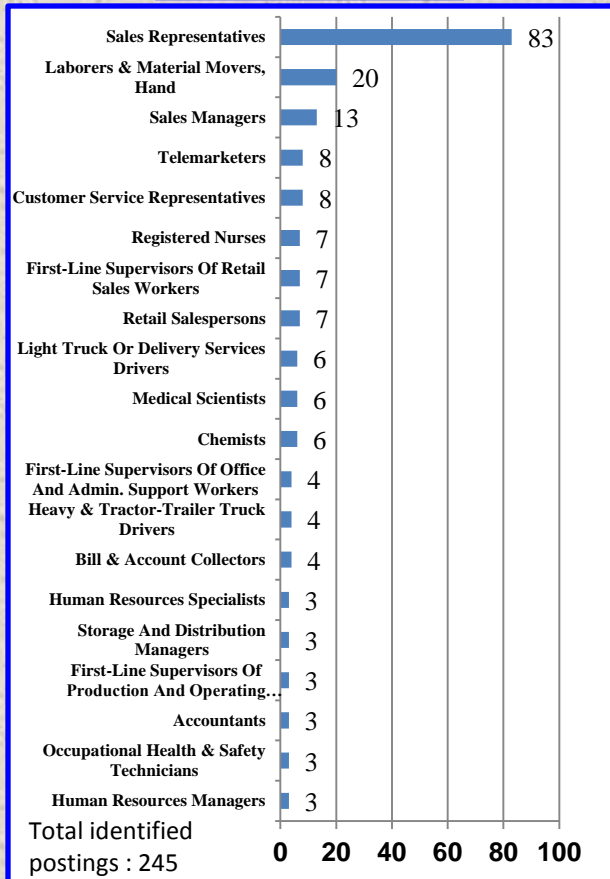 Sales Representatives
83
Laborers & Material Movers,
Hand
20
Sales Managers
13
Telemarketers
8
Customer Service Representatives
8
Registered Nurses
7
First-Line Supervisors Of Retail
Sales Workers
7
Retail Salespersons
7
Light Truck Or Delivery Services
Drivers
6
Medical Scientists
6
Chemists
6
First-Line Supervisors Of Office
And Admin. Support Workers
4
Heavy & Tractor-Trailer Truck
Drivers
4
Bill & Account Collectors
4
Human Resources Specialists
3
Storage And Distribution
Managers
3
First-Line Supervisors Of
Production And Operating…
3
Accountants
3
Occupational Health & Safety
Technicians
3
Human Resources Managers
3
Total identified
postings : 245
0 20 40 60 80 100